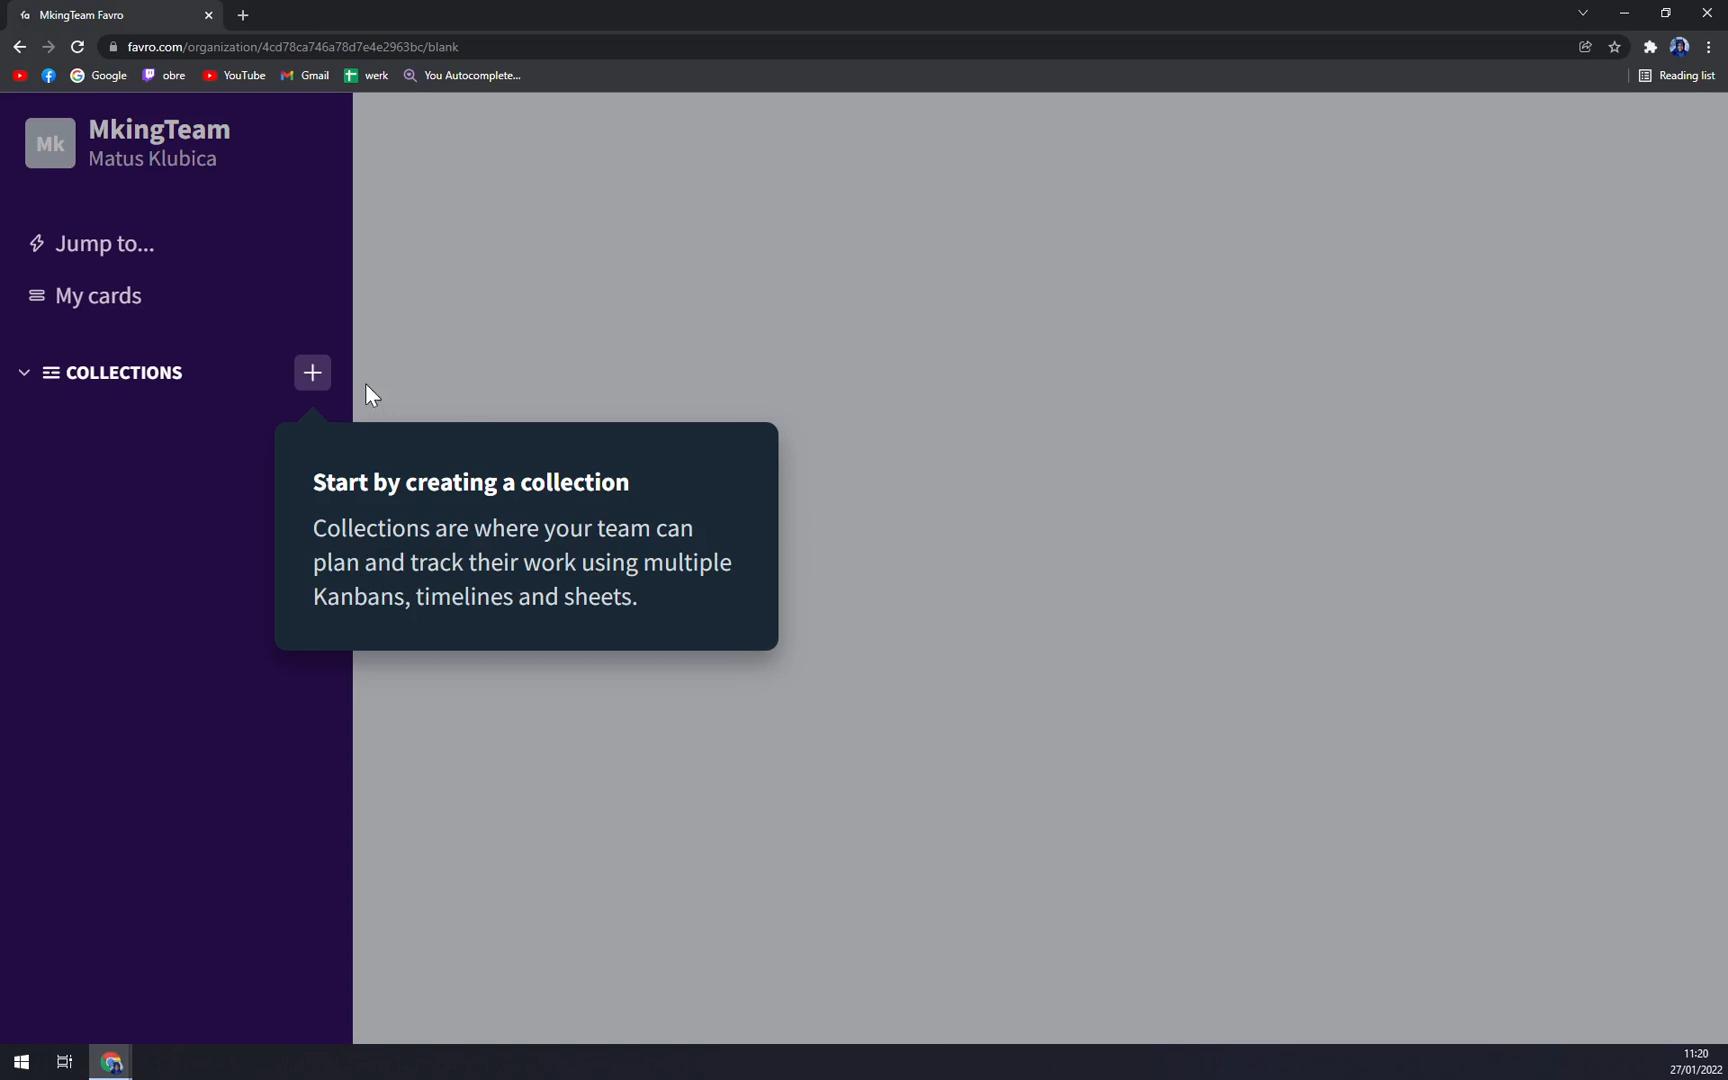 MkingTeam Favro
favro.com/organization/4cd78ca746a78d7e4e2963bc/blank
Google obre YouTube Gmail werk You Autocomplete... Reading list
Mk MkingTeam
Matus Klubica
Jump to...
My cards
COLLECTIONS
Start by creating a collection
Collections are where your team can
plan and track their work using multiple
Kanbans, timelines and sheets.
11:20
27/01/2022